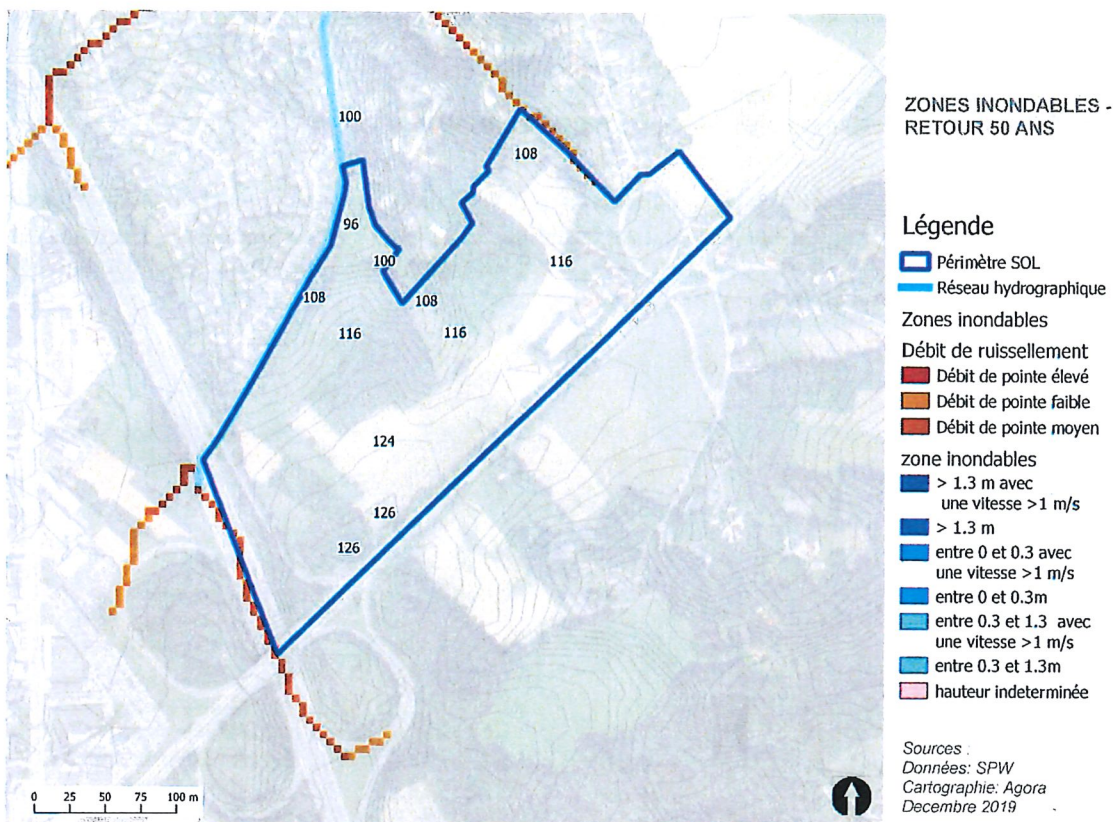 ZONES INONDABLES -
RETOUR 50 ANS
Légende
Périmètre SOL
Réseau hydrographique
Zones inondables
Débit de ruissellement
Débit de pointe élevé
Débit de pointe faible
Débit de pointe moyen
zone inondables
> 1.3 m avec
une vitesse >1 m/s
> 1.3 m
entre 0 et 0.3 avec
une vitesse >1 m/s
entre 0 et 0.3m
entre 0.3 et 1.3 avec
une vitesse >1 m/s
entre 0.3 et 1.3m
hauteur indeterminée
Sources :
Données: SPW
Cartographie: Agora
Decembre 2019
100
108
96
100
116
108
108
116
116
124
126
126
0 25 50 75 100 m